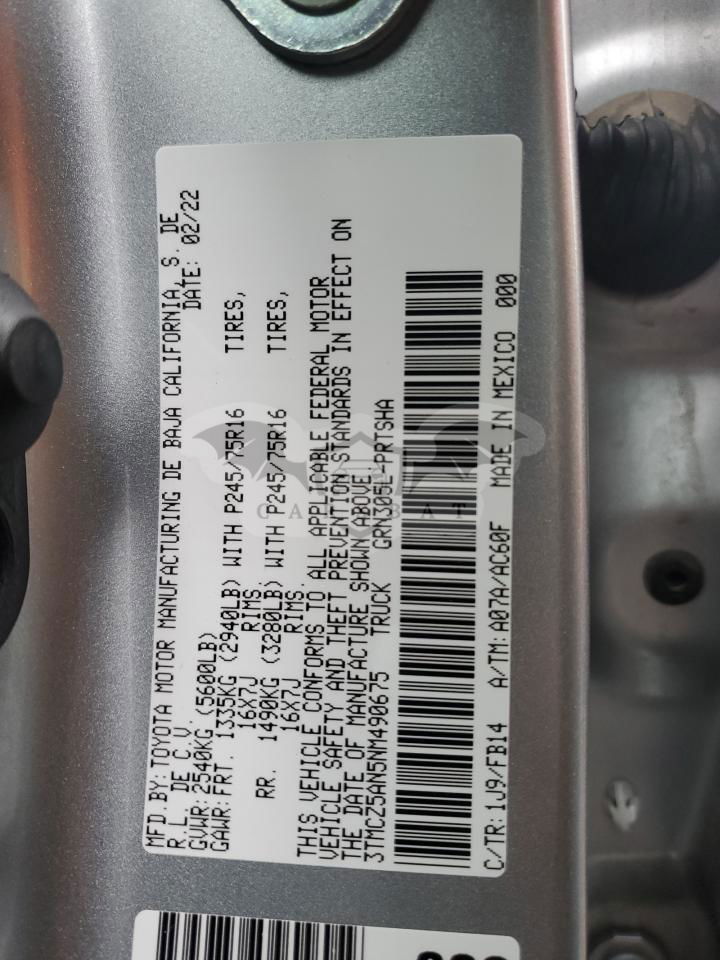 MFD.BY:TOYOTA MOTOR MANUFACTURING DE BAJA CALIFORNIA, S. DE
R. L. DE C.V. DATE: 02/22
GVWR:2540KG (5600LB)
GAWR:FRT. 1335KG (2940LB) WITH P245/75R16 TIRES,
16X7J RIMS.
RR. 1490KG (3280LB) WITH P245/75R16 TIRES,
16X7J RIMS.
THIS VEHICLE CONFORMS TO ALL APPLICABLE FEDERAL MOTOR
VEHICLE SAFETY AND THEFT PREVENTION STANDARDS IN EFFECT ON
THE DATE OF MANUFACTURE SHOWN ABOVE.
3TMCZ5AN5NM490675 TRUCK GRN305L-PRTSHA
C/TR:1J9/FB14 A/TM:A07A/AC60F MADE IN MEXICO 000